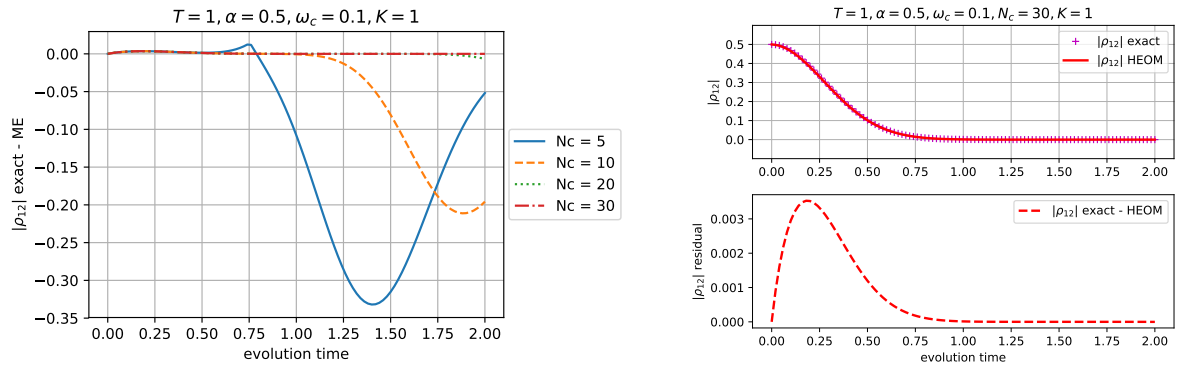 T = 1, α = 0.5, ω_c = 0.1, K = 1
|ρ₁₂| exact - ME
0.00
−0.05
−0.10
−0.15
−0.20
−0.25
−0.30
−0.35
0.00 0.25 0.50 0.75 1.00 1.25 1.50 1.75 2.00
evolution time
Nc = 5
Nc = 10
Nc = 20
Nc = 30
T = 1, α = 0.5, ω_c = 0.1, N_c = 30, K = 1
|ρ₁₂|
0.5
0.4
0.3
0.2
0.1
0.0
|ρ₁₂| exact
|ρ₁₂| HEOM
0.00 0.25 0.50 0.75 1.00 1.25 1.50 1.75 2.00
|ρ₁₂| residual
0.003
0.002
0.001
0.000
|ρ₁₂| exact - HEOM
0.00 0.25 0.50 0.75 1.00 1.25 1.50 1.75 2.00
evolution time